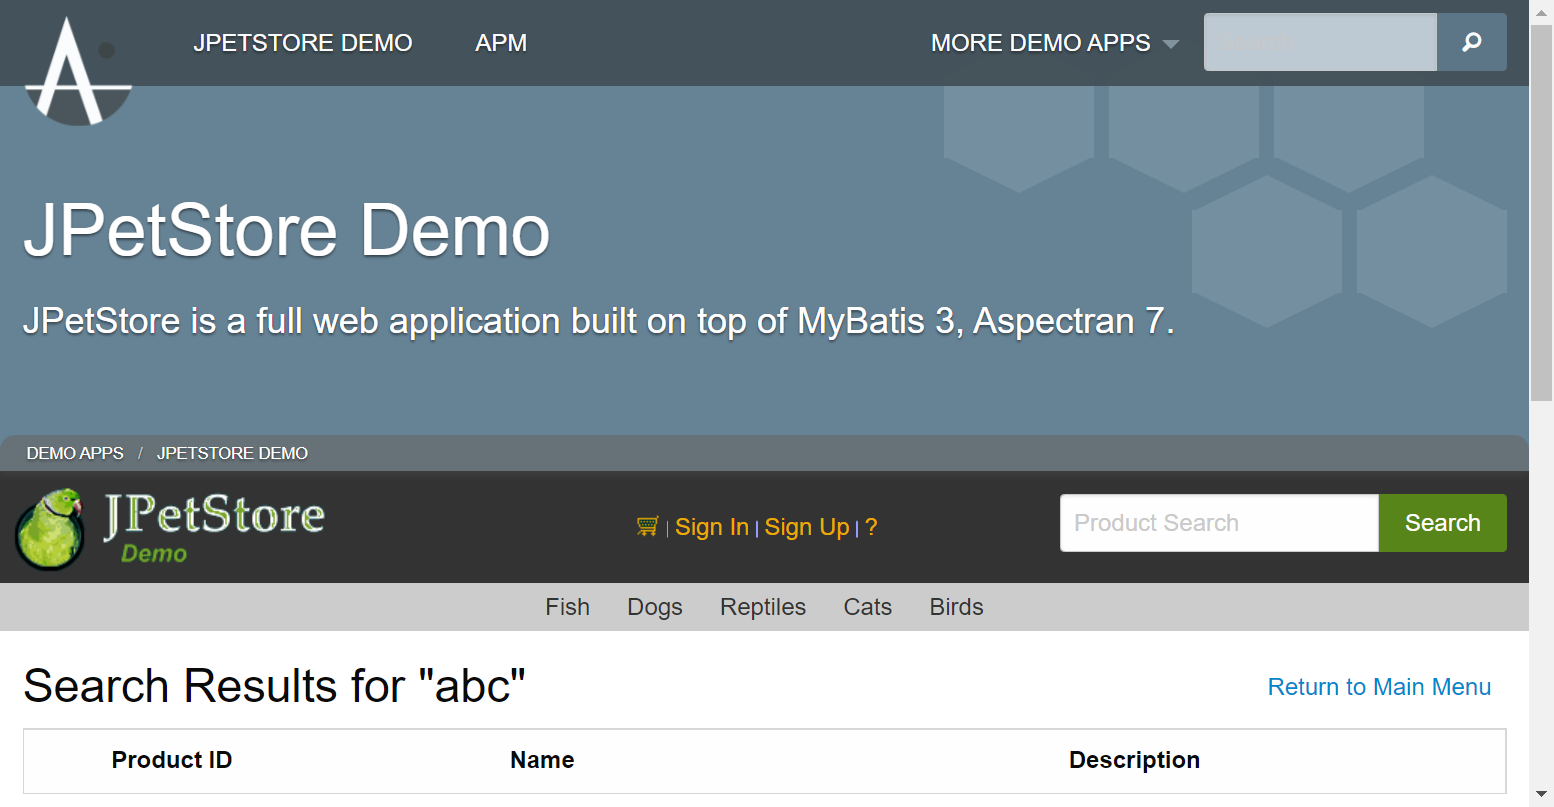 JPETSTORE DEMO APM MORE DEMO APPS
JPetStore Demo
JPetStore is a full web application built on top of MyBatis 3, Aspectran 7.
DEMO APPS / JPETSTORE DEMO
JPetStore
Demo
| Sign In | Sign Up | ?
Product Search Search
Fish Dogs Reptiles Cats Birds
Search Results for "abc" Return to Main Menu
Product ID Name Description